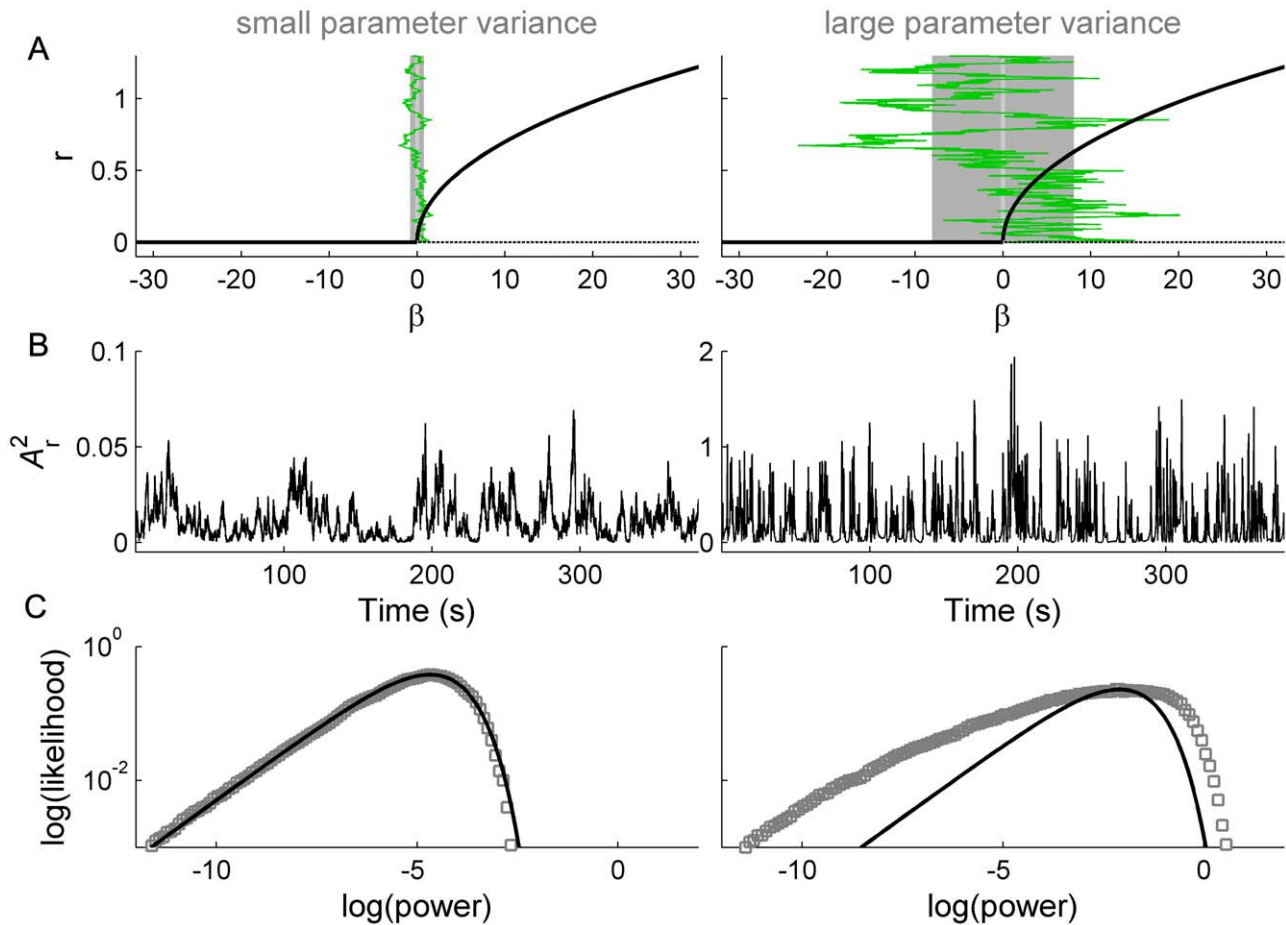 small parameter variance large parameter variance
A
r
1
0.5
0
-30 -20 -10 0 10 20 30 -30 -20 -10 0 10 20 30
β β
B
A_r^2
0.1 2
0.05 1
0 0
100 200 300 100 200 300
Time (s) Time (s)
C
log(likelihood)
10^0
10^-2
-10 -5 0 -10 -5 0
log(power) log(power)